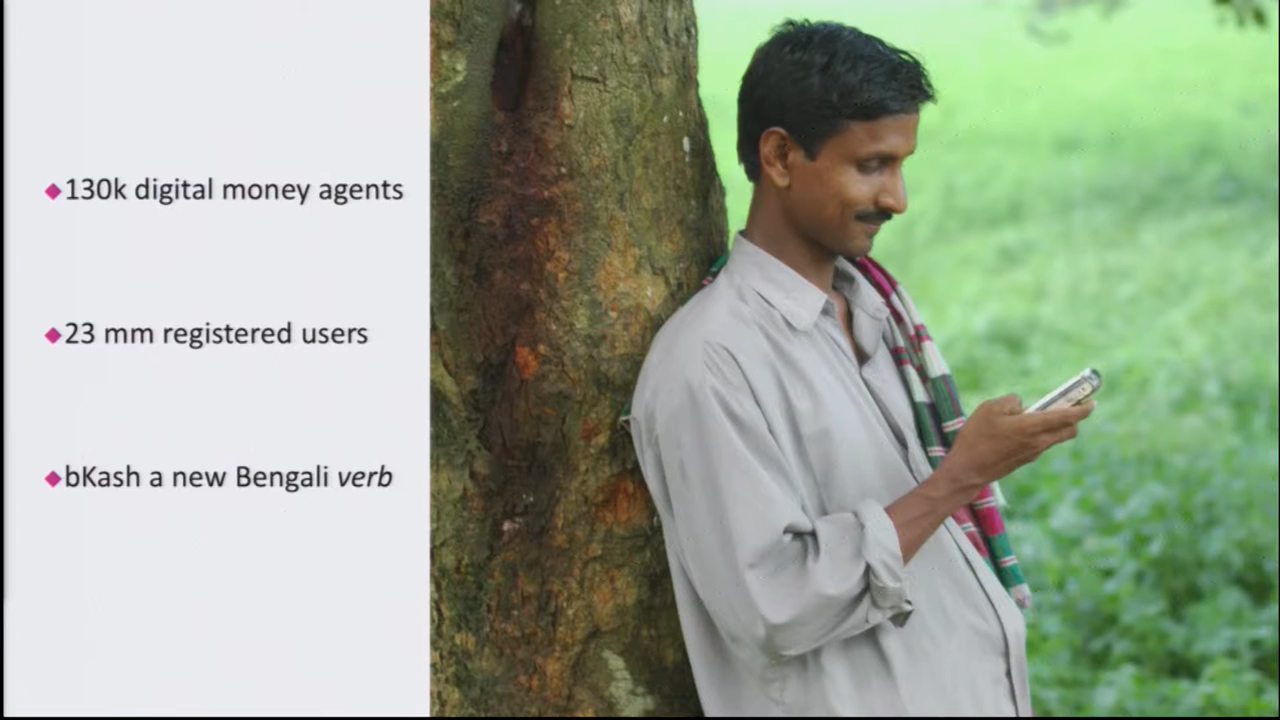 ◆130k digital money agents
◆23 mm registered users
◆bKash a new Bengali verb